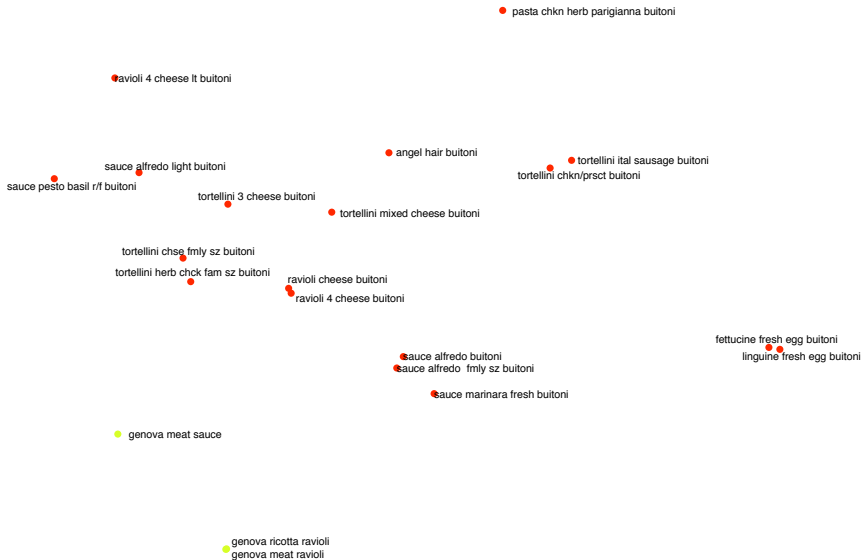 pasta chkn herb parigianna buitoni
ravioli 4 cheese lt buitoni
angel hair buitoni
tortellini ital sausage buitoni
sauce alfredo light buitoni
tortellini chkn/prsct buitoni
sauce pesto basil r/f buitoni
tortellini 3 cheese buitoni
tortellini mixed cheese buitoni
tortellini chse fmly sz buitoni
tortellini herb chck fam sz buitoni
ravioli cheese buitoni
ravioli 4 cheese buitoni
fettucine fresh egg buitoni
sauce alfredo buitoni
linguine fresh egg buitoni
sauce alfredo  fmly sz buitoni
sauce marinara fresh buitoni
genova meat sauce
genova ricotta ravioli
genova meat ravioli